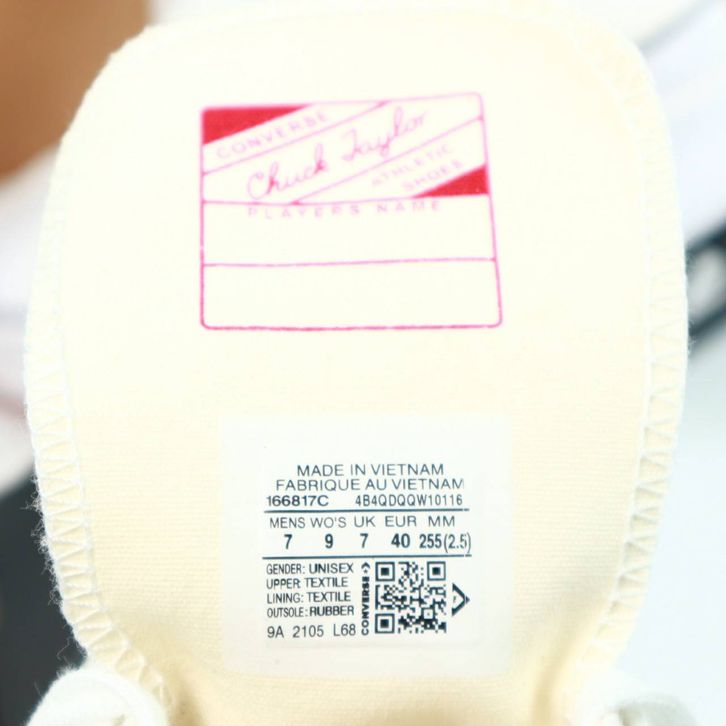 CONVERSE
Chuck Taylor
ATHLETIC
SHOES
PLAYERS NAME
MADE IN VIETNAM
FABRIQUE AU VIETNAM
166817C 4B4QDQQW10116
MENS WO'S UK EUR MM
7 9 7 40 255(2.5)
GENDER: UNISEX
UPPER: TEXTILE
LINING: TEXTILE
OUTSOLE: RUBBER
CONVERSE
9A 2105 L68